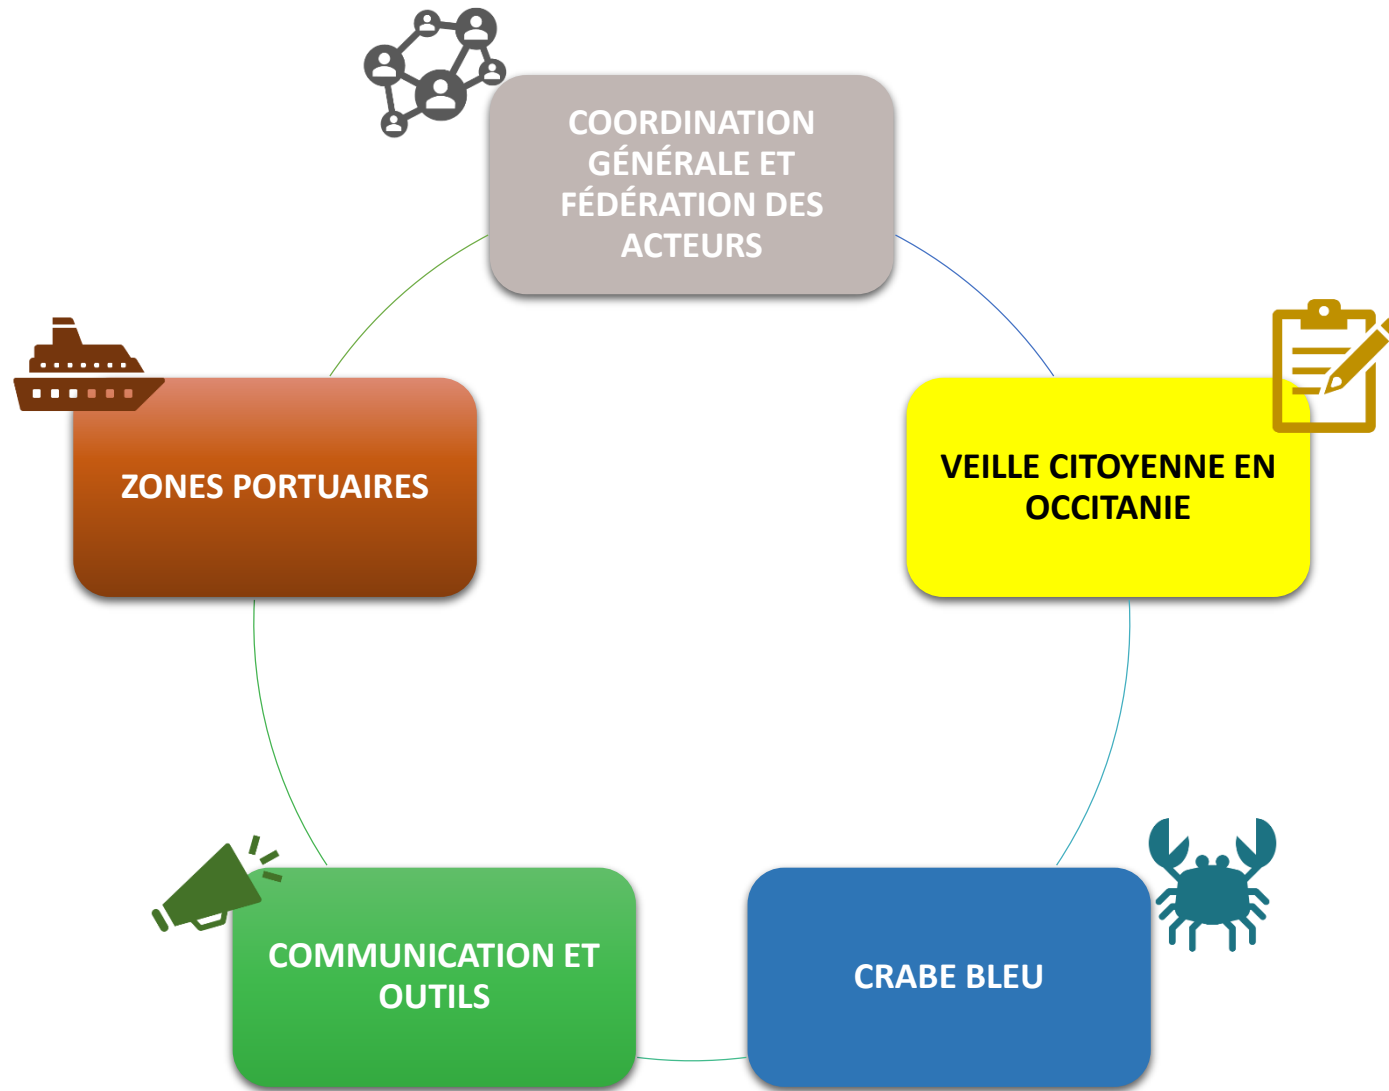 COORDINATION
GÉNÉRALE ET
FÉDÉRATION DES
ACTEURS
ZONES PORTUAIRES
VEILLE CITOYENNE EN
OCCITANIE
COMMUNICATION ET
OUTILS
CRABE BLEU